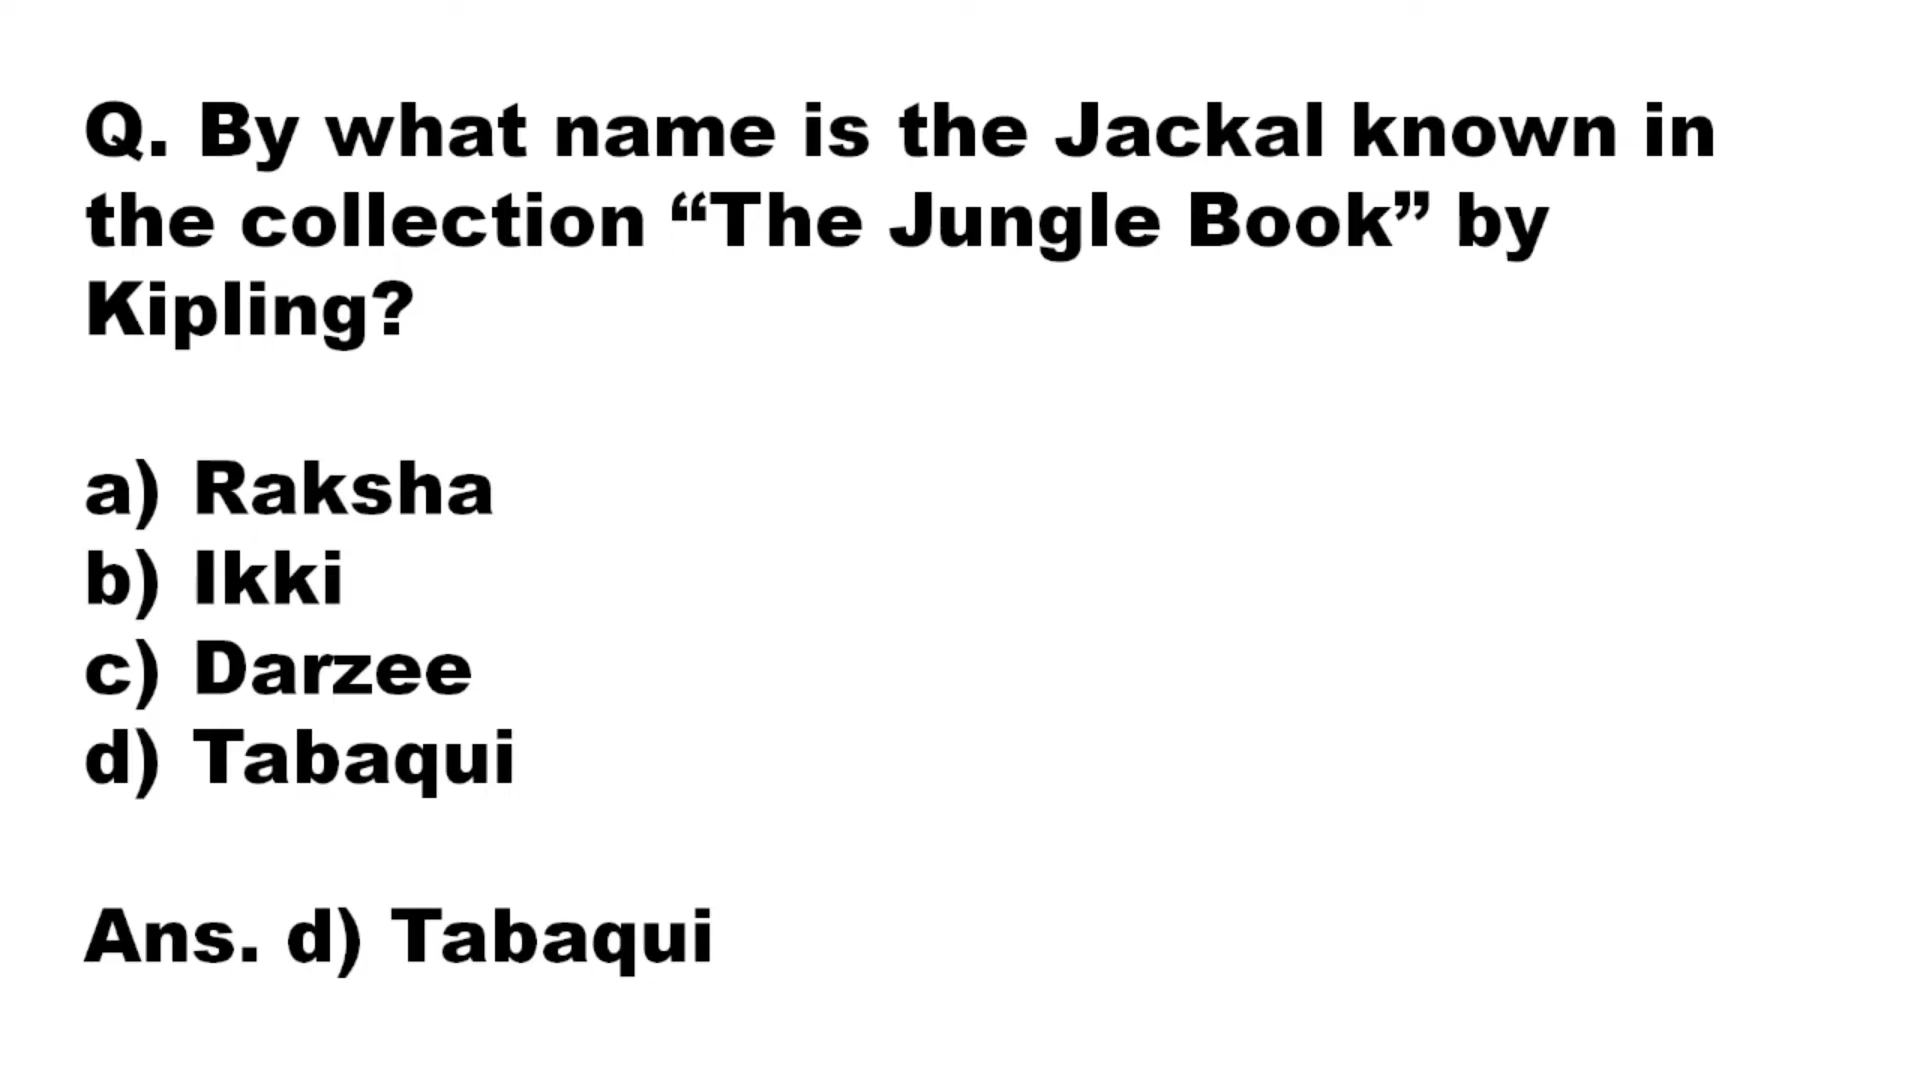 Q. By what name is the Jackal known in
the collection “The Jungle Book” by
Kipling?
a) Raksha
b) Ikki
c) Darzee
d) Tabaqui
Ans. d) Tabaqui